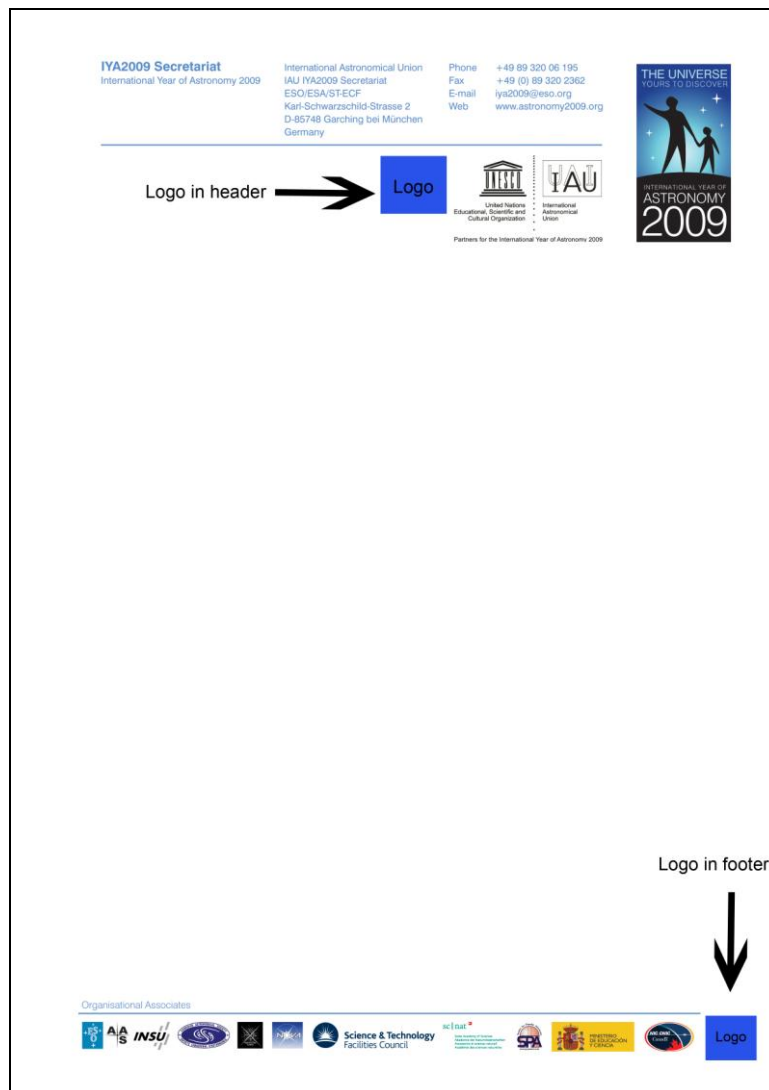 IYA2009 Secretariat
International Year of Astronomy 2009
International Astronomical Union
IAU IYA2009 Secretariat
ESO/ESA/ST-ECF
Karl-Schwarzschild-Strasse 2
D-85748 Garching bei München
Germany
Phone +49 89 320 06 195
Fax +49 (0) 89 320 2362
E-mail iya2009@eso.org
Web www.astronomy2009.org
THE UNIVERSE
YOURS TO DISCOVER
INTERNATIONAL YEAR OF
ASTRONOMY
2009
Logo in header
Logo
UNESCO
United Nations
Educational, Scientific and
Cultural Organization
IAU
International
Astronomical
Union
Partners for the International Year of Astronomy 2009
Logo in footer
Organisational Associates
ES
O
AAS
INSU
Science & Technology
Facilities Council
sc|nat
SPA
MINISTERIO
DE EDUCACIÓN
Y CIENCIA
Logo